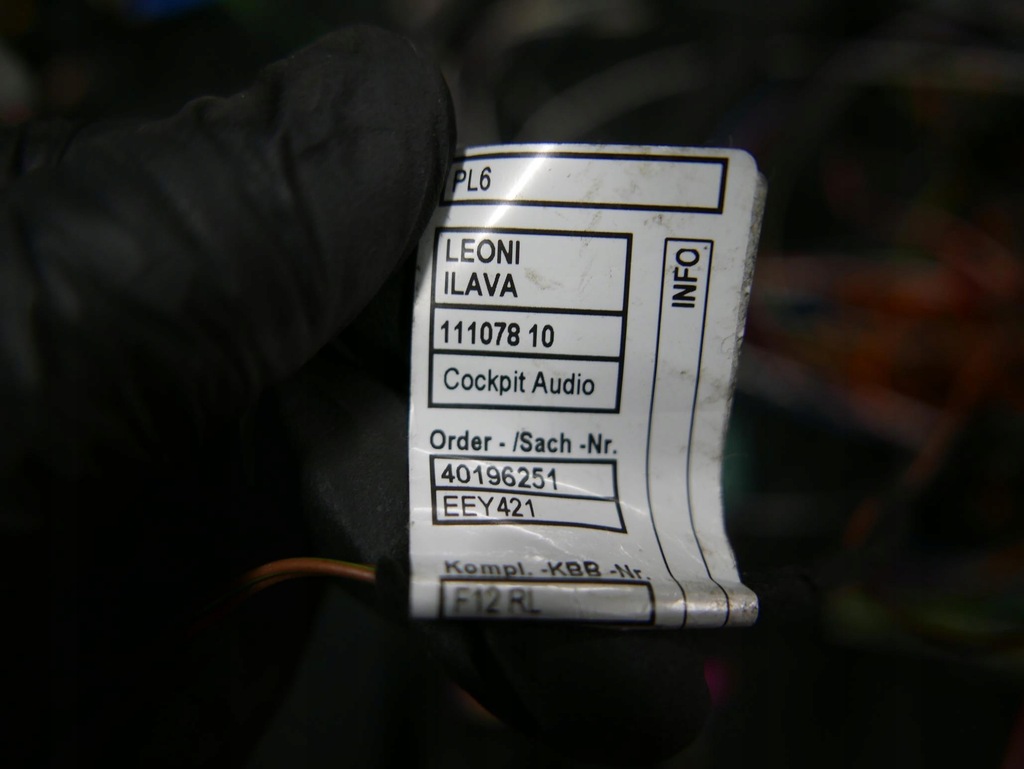 PL6
LEONI
ILAVA
111078 10
Cockpit Audio
INFO
Order - /Sach -Nr.
40196251
EEY421
Kompl. -KBB -Nr.
F12 RL